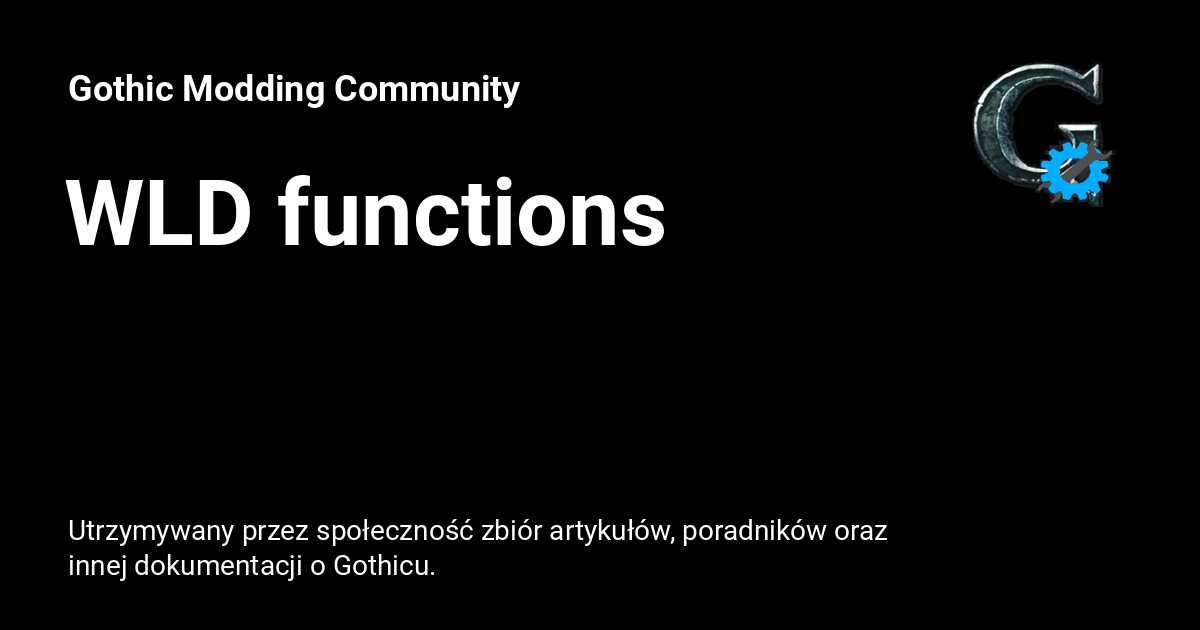 Gothic Modding Community
WLD functions
Utrzymywany przez społeczność zbiór artykułów, poradników oraz
innej dokumentacji o Gothicu.